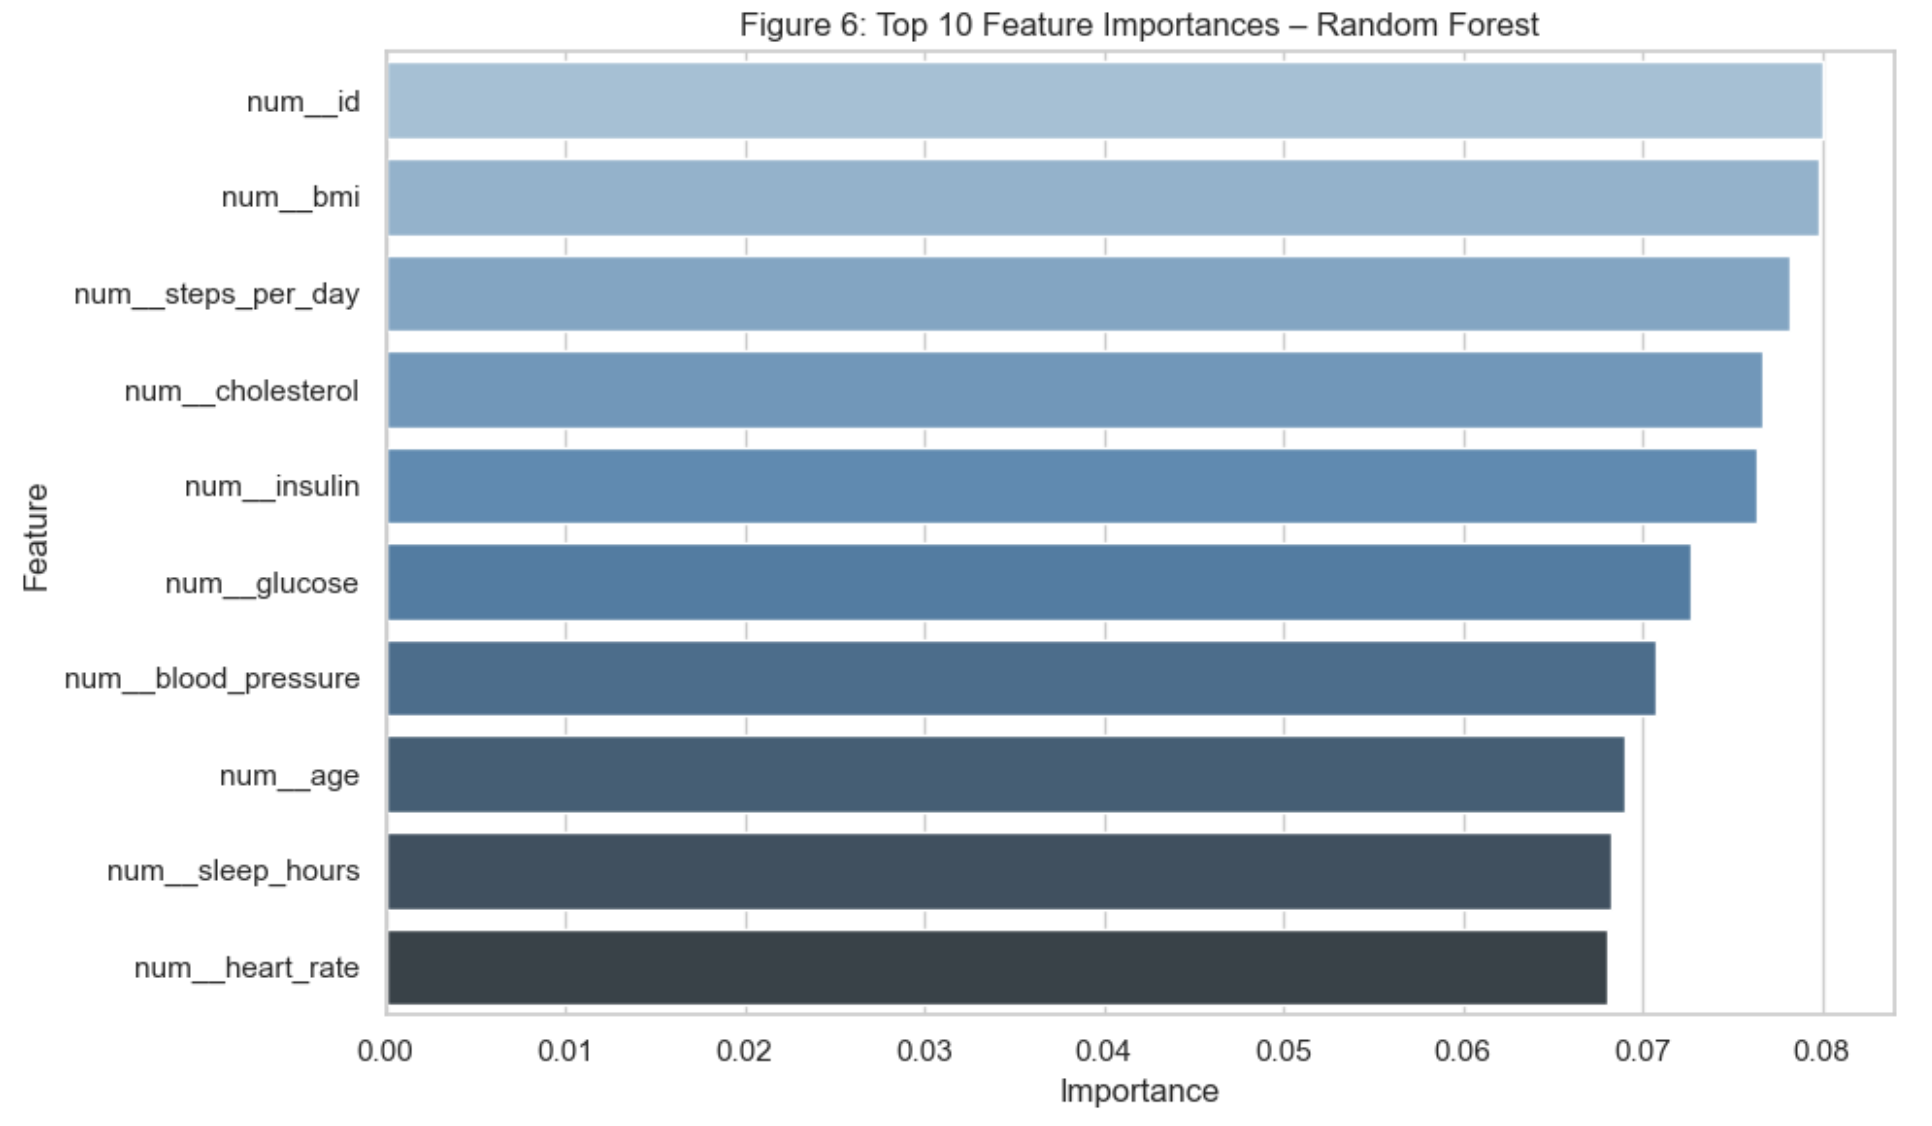 Figure 6: Top 10 Feature Importances – Random Forest
num__id
num__bmi
num__steps_per_day
num__cholesterol
num__insulin
num__glucose
num__blood_pressure
num__age
num__sleep_hours
num__heart_rate
Feature
0.00 0.01 0.02 0.03 0.04 0.05 0.06 0.07 0.08
Importance